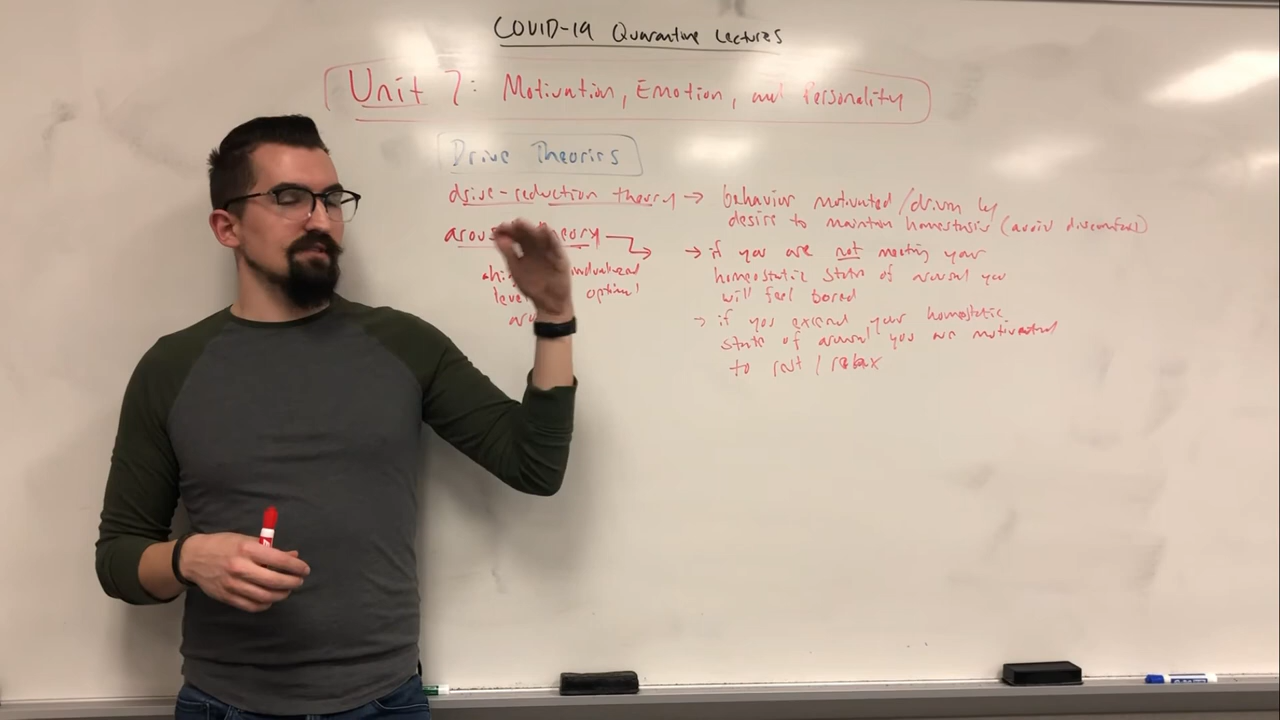 COVID-19 Quarantine Lectures
Unit 7: Motivation, Emotion, and Personality
Drive Theories
drive-reduction theory → behavior motivated/driven by
desire to maintain homeostasis (avoid discomfort)
theory → if you are not meeting your
homeostatic state of arousal you
will feel bored
individualized
level optimal
→ if you exceed your homeostatic
state of arousal you are motivated
to rest / relax